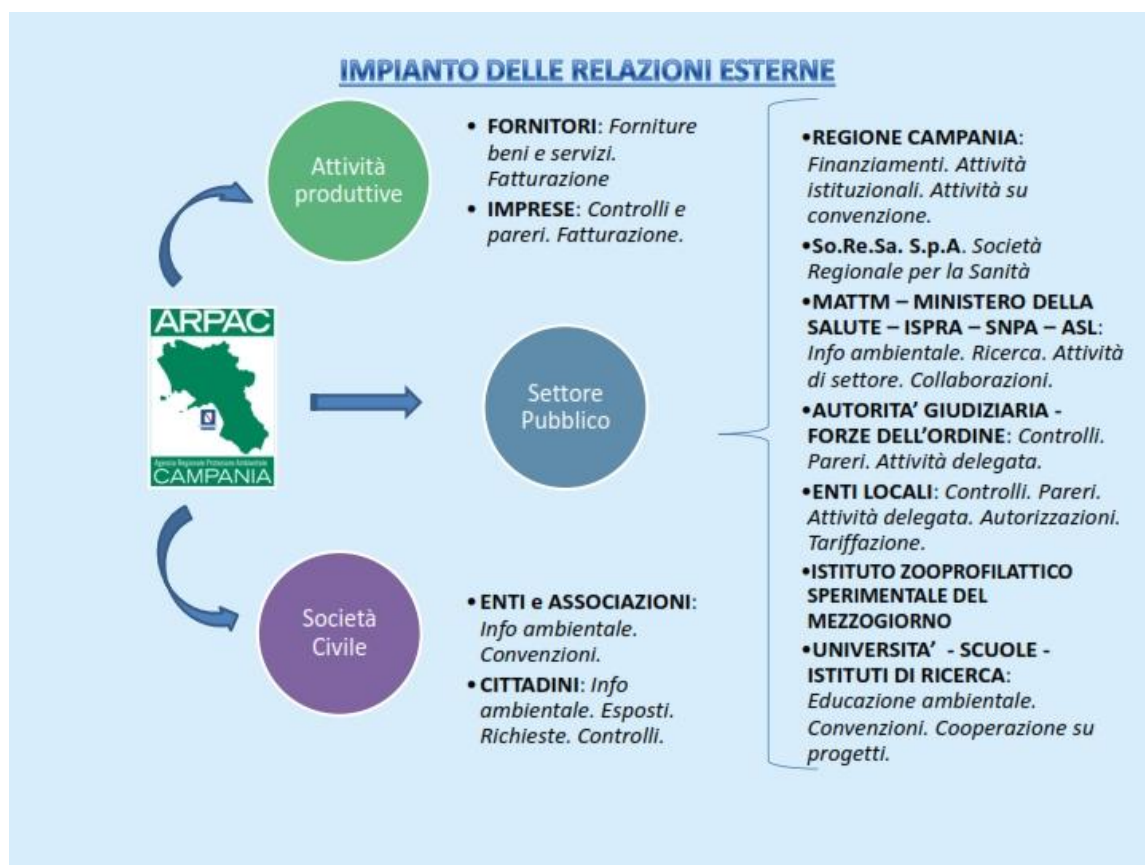 IMPIANTO DELLE RELAZIONI ESTERNE
Attività
produttive
• FORNITORI: Forniture
beni e servizi.
Fatturazione
• IMPRESE: Controlli e
pareri. Fatturazione.
ARPAC
Agenzia Regionale Protezione Ambientale
CAMPANIA
Settore
Pubblico
•REGIONE CAMPANIA:
Finanziamenti. Attività
istituzionali. Attività su
convenzione.
•So.Re.Sa. S.p.A. Società
Regionale per la Sanità
•MATTM – MINISTERO DELLA
SALUTE – ISPRA – SNPA – ASL:
Info ambientale. Ricerca. Attività
di settore. Collaborazioni.
•AUTORITA’ GIUDIZIARIA -
FORZE DELL’ORDINE: Controlli.
Pareri. Attività delegata.
•ENTI LOCALI: Controlli. Pareri.
Attività delegata. Autorizzazioni.
Tariffazione.
•ISTITUTO ZOOPROFILATTICO
SPERIMENTALE DEL
MEZZOGIORNO
•UNIVERSITA’ - SCUOLE -
ISTITUTI DI RICERCA:
Educazione ambientale.
Convenzioni. Cooperazione su
progetti.
Società
Civile
•ENTI e ASSOCIAZIONI:
Info ambientale.
Convenzioni.
•CITTADINI: Info
ambientale. Esposti.
Richieste. Controlli.